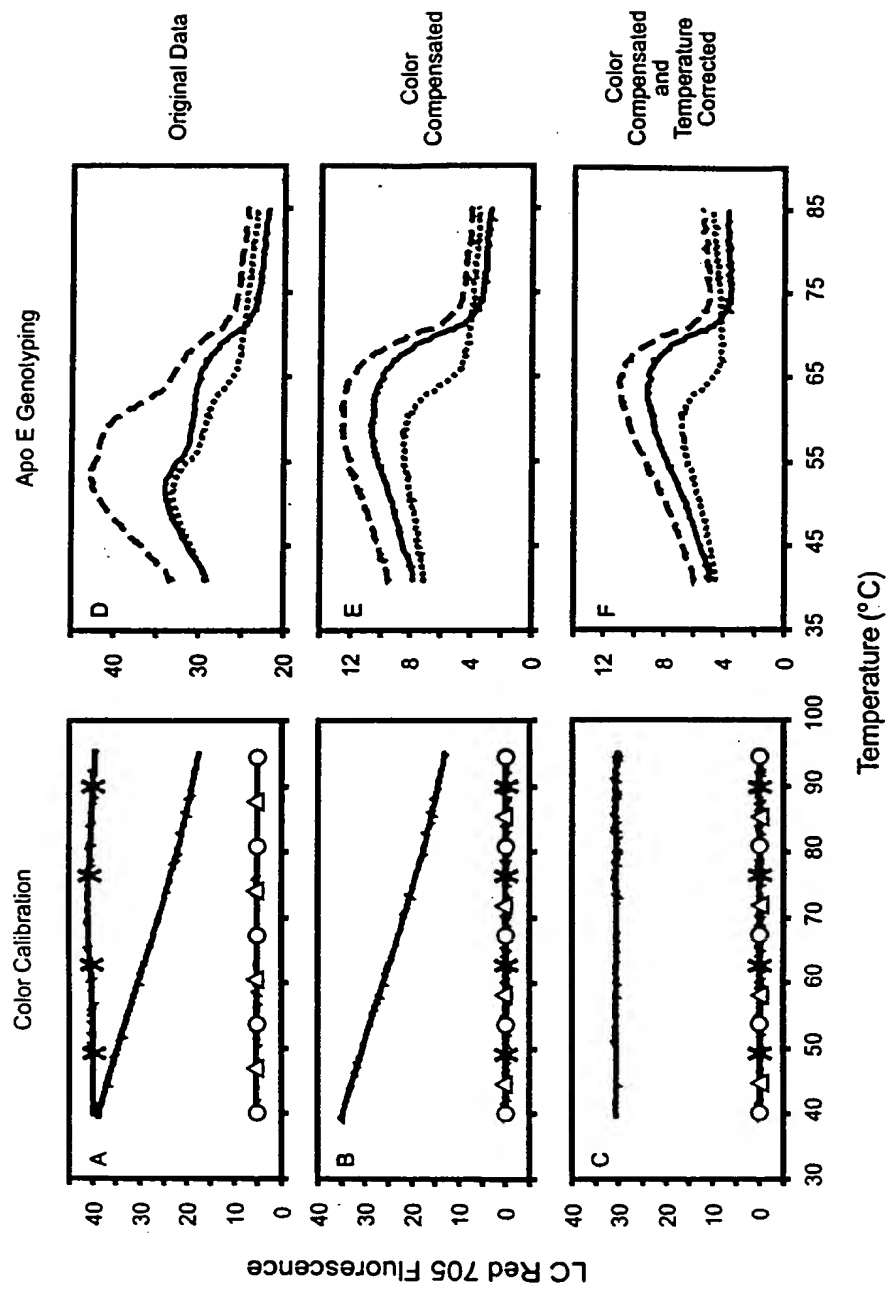 Color Calibration
Apo E Genotyping
LC Red 705 Fluorescence
A
40
30
20
10
0
D
40
30
20
Original Data
B
40
30
20
10
0
E
12
8
4
0
Color
Compensated
C
40
30
20
10
0
30 40 50 60 70 80 90 100
F
12
8
4
0
35 45 55 65 75 85
Color
Compensated
and
Temperature
Corrected
Temperature (°C)